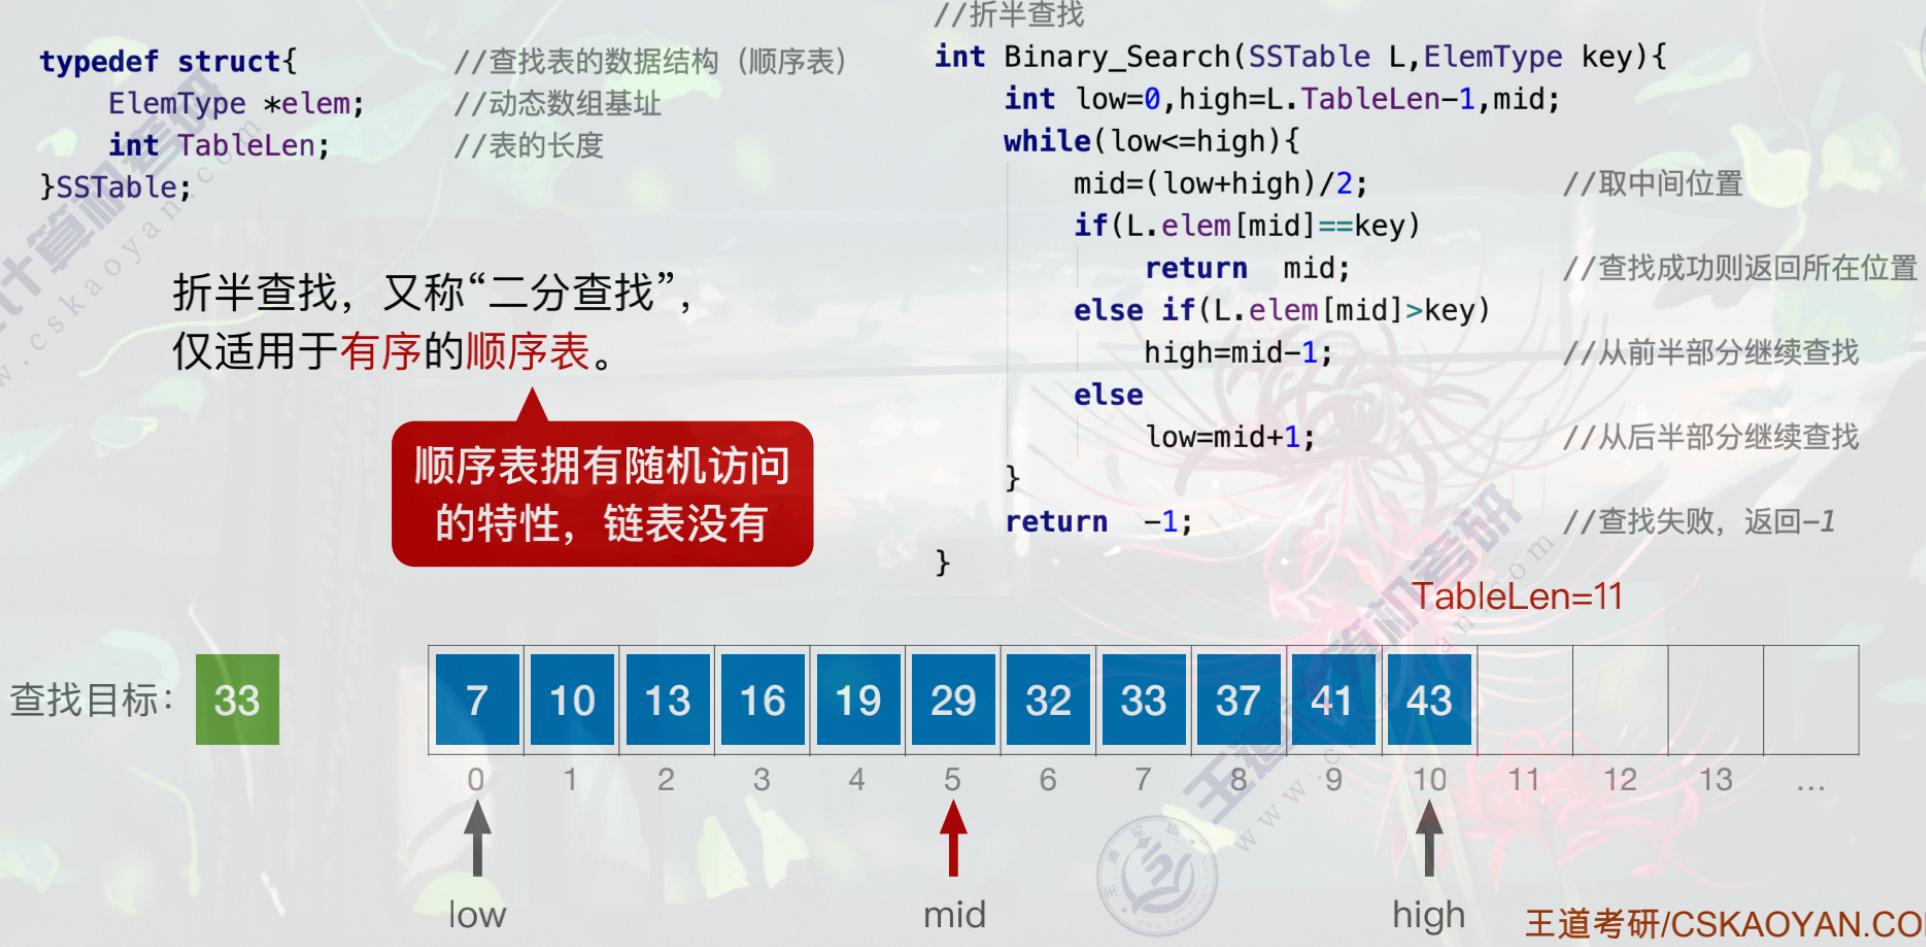 typedef struct{ //查找表的数据结构（顺序表）
ElemType *elem; //动态数组基址
int TableLen; //表的长度
}SSTable;
折半查找，又称“二分查找”，
仅适用于有序的顺序表。
顺序表拥有随机访问
的特性，链表没有
//折半查找
int Binary_Search(SSTable L,ElemType key){
int low=0,high=L.TableLen-1,mid;
while(low<=high){
mid=(low+high)/2; //取中间位置
if(L.elem[mid]==key)
return mid; //查找成功则返回所在位置
else if(L.elem[mid]>key)
high=mid-1; //从前半部分继续查找
else
low=mid+1; //从后半部分继续查找
}
return -1; //查找失败，返回-1
}
TableLen=11
查找目标： 33
7 10 13 16 19 29 32 33 37 41 43
0 1 2 3 4 5 6 7 8 9 10 11 12 13 ...
low mid high
王道考研/CSKAOYAN.CO